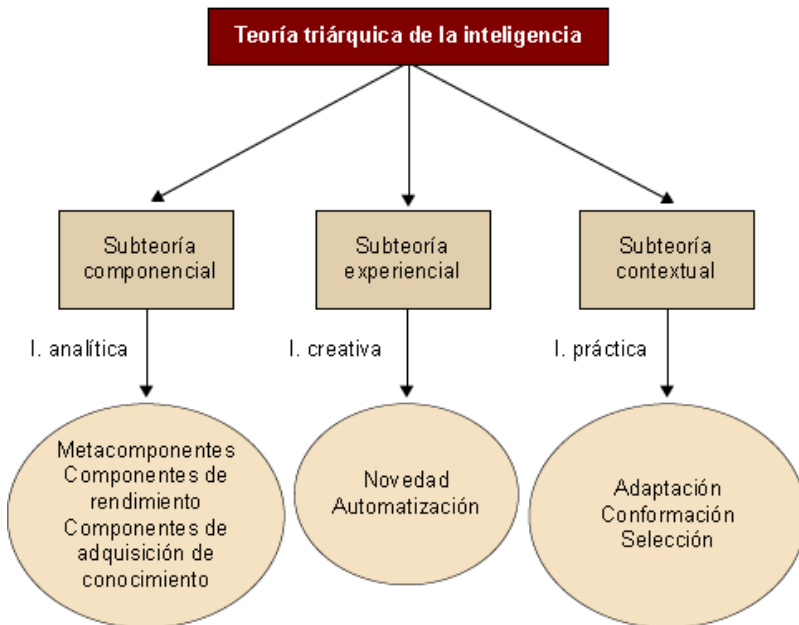 Teoría triárquica de la inteligencia
Subteoría
componencial
Subteoría
experiencial
Subteoría
contextual
I. analítica
I. creativa
I. práctica
Metacomponentes
Componentes de
rendimiento
Componentes de
adquisición de
conocimiento
Novedad
Automatización
Adaptación
Conformación
Selección